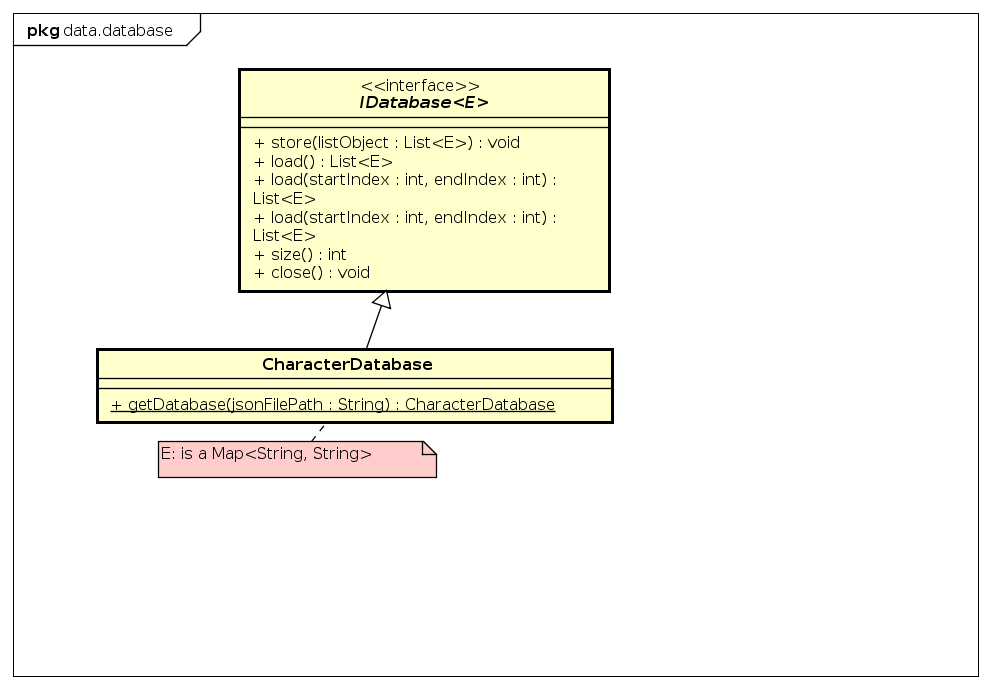 pkg data.database
<<interface>>
IDatabase<E>
+ store(listObject : List<E>) : void
+ load() : List<E>
+ load(startIndex : int, endIndex : int) :
List<E>
+ load(startIndex : int, endIndex : int) :
List<E>
+ size() : int
+ close() : void
CharacterDatabase
+ getDatabase(jsonFilePath : String) : CharacterDatabase
E: is a Map<String, String>